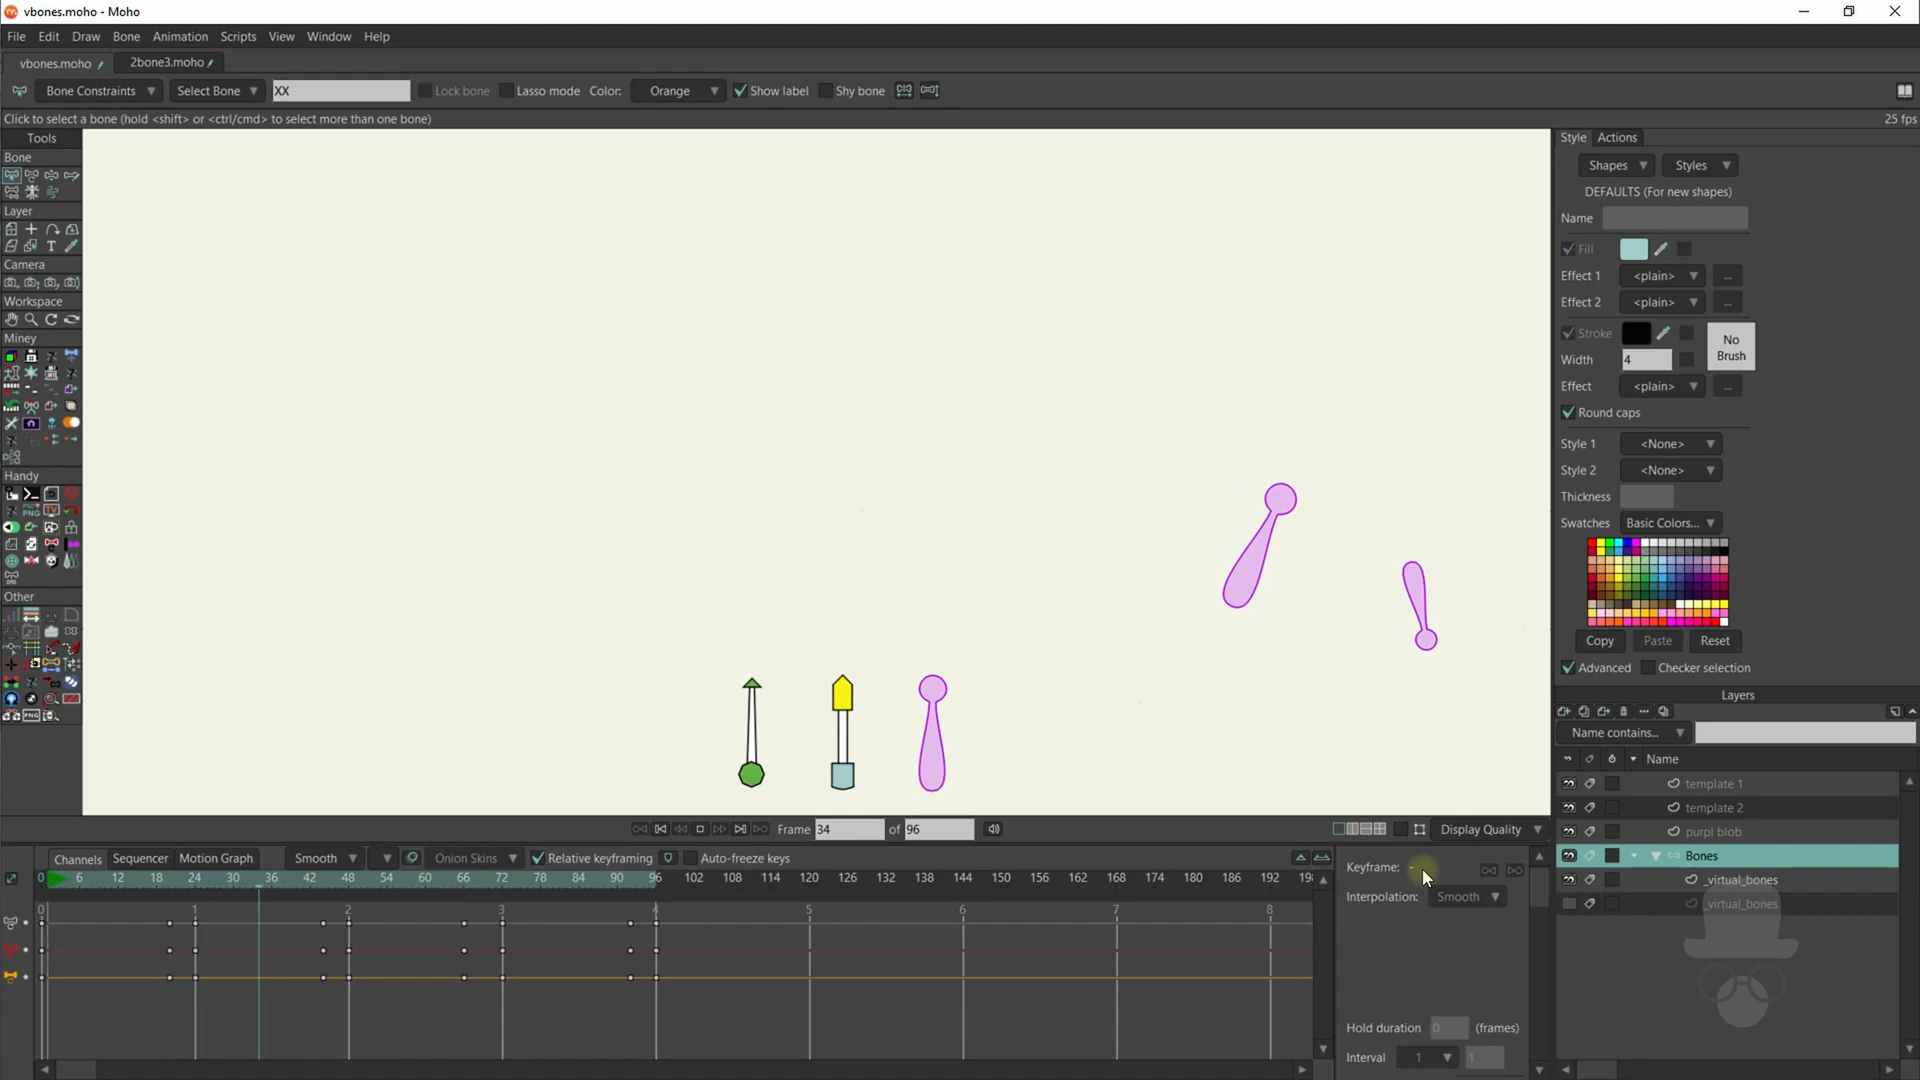 vbones.moho - Moho
File Edit Draw Bone Animation Scripts View Window Help
vbones.moho 2bone3.moho
Bone Constraints Select Bone XX Lock bone Lasso mode Color: Orange Show label Shy bone
Click to select a bone (hold <shift> or <ctrl/cmd> to select more than one bone) 25 fps
Tools
Bone
Layer
T
Camera
Workspace
Miney
Handy
PNG TV
Other
PNG
Style Actions
Shapes Styles
DEFAULTS (For new shapes)
Name
Fill
Effect 1 <plain> ...
Effect 2 <plain> ...
Stroke No Brush
Width 4
Effect <plain> ...
Round caps
Style 1 <None>
Style 2 <None>
Thickness
Swatches Basic Colors...
Copy Paste Reset
Advanced Checker selection
Layers
Name contains...
Name
template 1
template 2
purpl blob
Bones
_virtual_bones
_virtual_bones
Frame 34 of 96 Display Quality
Channels Sequencer Motion Graph Smooth Onion Skins Relative keyframing Auto-freeze keys
0 6 12 18 24 30 36 42 48 54 60 66 72 78 84 90 96 102 108 114 120 126 132 138 144 150 156 162 168 174 180 186 192 19
0 1 2 3 4 5 6 7 8
Keyframe: -
Interpolation: Smooth
Hold duration 0 (frames)
Interval 1 1